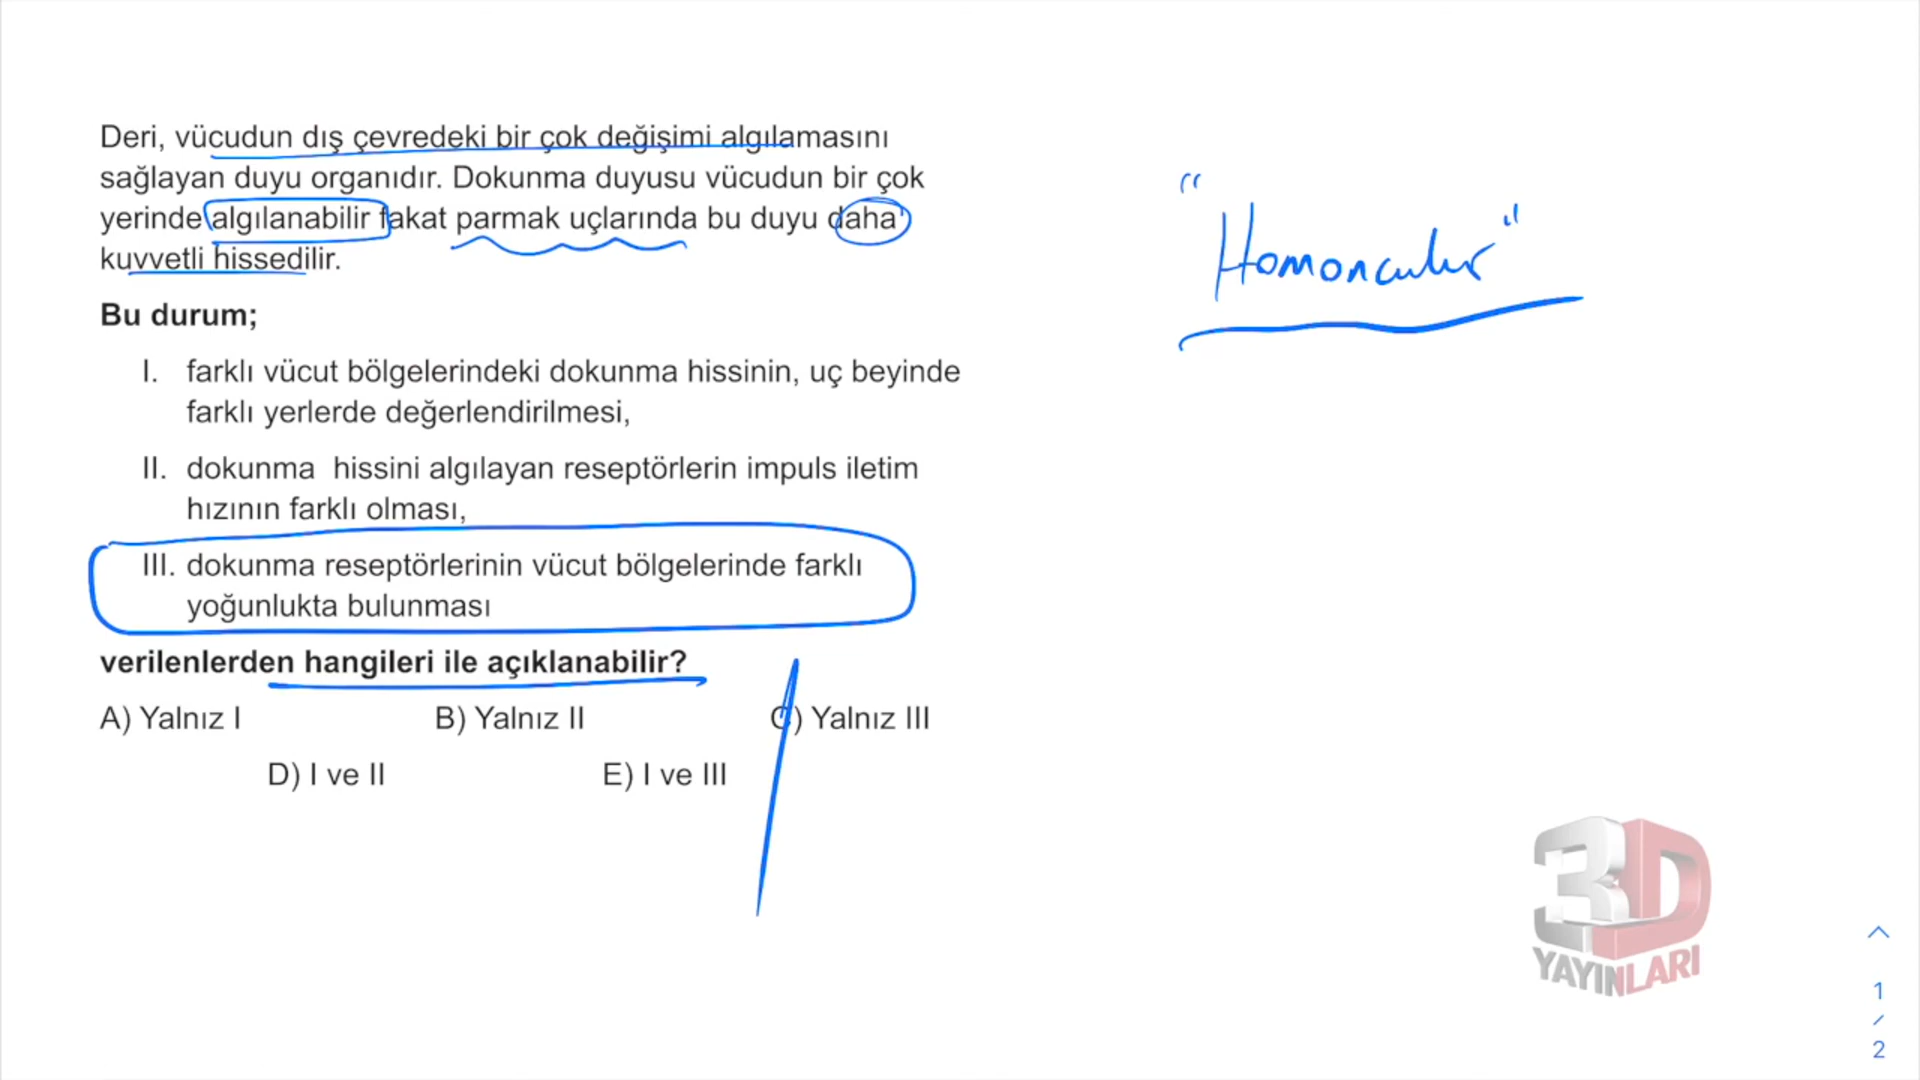 Deri, vücudun dış çevredeki bir çok değişimi algılamasını
sağlayan duyu organıdır. Dokunma duyusu vücudun bir çok
yerinde algılanabilir fakat parmak uçlarında bu duyu daha
kuvvetli hissedilir.
Bu durum;
I. farklı vücut bölgelerindeki dokunma hissinin, uç beyinde
farklı yerlerde değerlendirilmesi,
II. dokunma hissini algılayan reseptörlerin impuls iletim
hızının farklı olması,
III. dokunma reseptörlerinin vücut bölgelerinde farklı
yoğunlukta bulunması
verilenlerden hangileri ile açıklanabilir?
A) Yalnız I B) Yalnız II C) Yalnız III
D) I ve II E) I ve III
3D
YAYINLARI
1
/
2